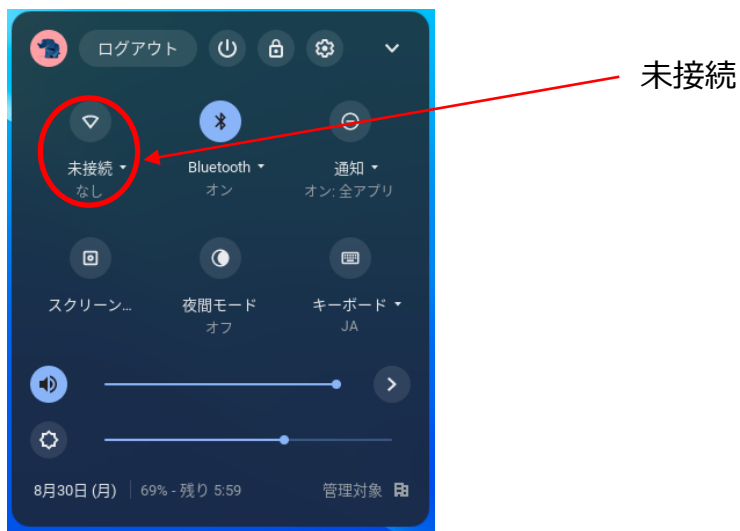 ログアウト
未接続
未接続
Bluetooth
通知
なし
オン
オン: 全アプリ
スクリーン...
夜間モード
キーボード
オフ
JA
8月30日 (月)
69% - 残り 5:59
管理対象